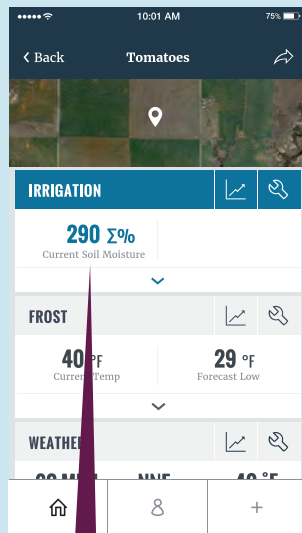 10:01 AM
75%
Back
Tomatoes
IRRIGATION
290 Σ%
Current Soil Moisture
FROST
40 °F
29 °F
Current Temp
Forecast Low
WEATHER
NNE